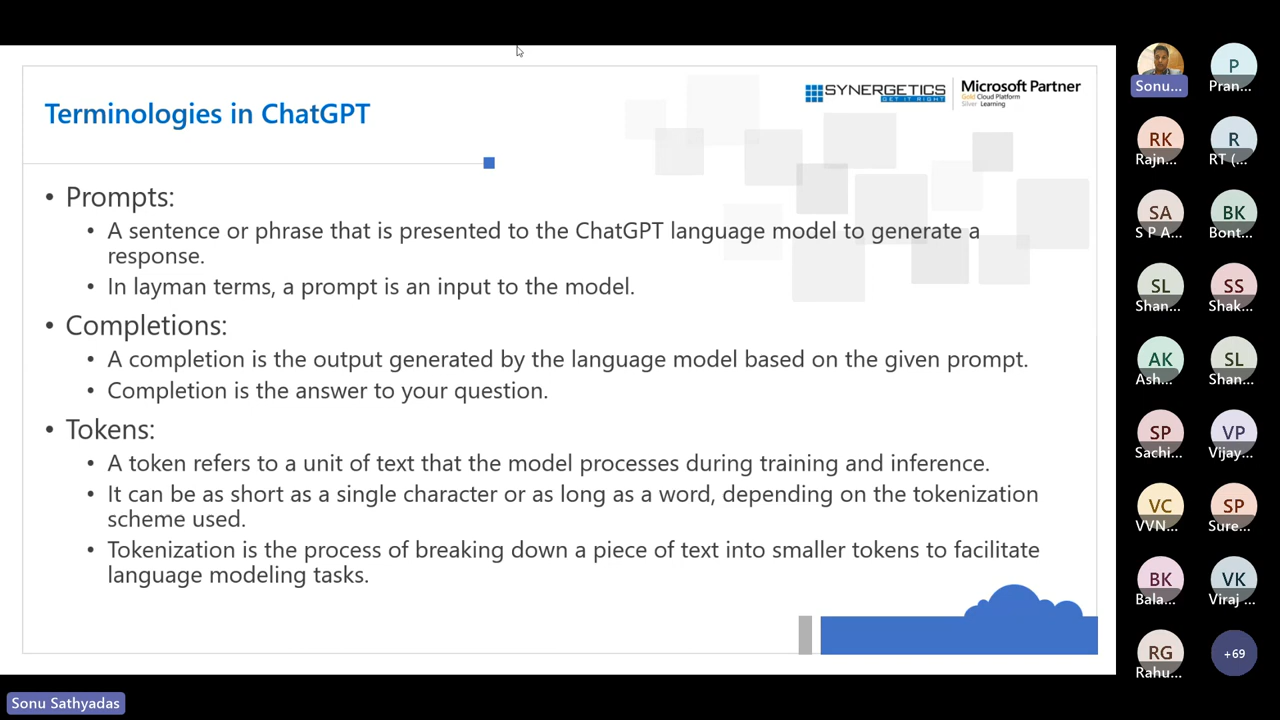 Terminologies in ChatGPT
SYNERGETICS
GET IT RIGHT
Microsoft Partner
Gold Cloud Platform
Silver Learning
• Prompts:
• A sentence or phrase that is presented to the ChatGPT language model to generate a
response.
• In layman terms, a prompt is an input to the model.
• Completions:
• A completion is the output generated by the language model based on the given prompt.
• Completion is the answer to your question.
• Tokens:
• A token refers to a unit of text that the model processes during training and inference.
• It can be as short as a single character or as long as a word, depending on the tokenization
scheme used.
• Tokenization is the process of breaking down a piece of text into smaller tokens to facilitate
language modeling tasks.
Sonu Sathyadas
Sonu...
P
Pran...
RK
Rajn...
R
RT (...
SA
S P A...
BK
Bont...
SL
Shan...
SS
Shak...
AK
Ash...
SL
Shan...
SP
Sachi...
VP
Vijay...
VC
VVN...
SP
Sure...
BK
Bala...
VK
Viraj ...
RG
Rahu...
+69